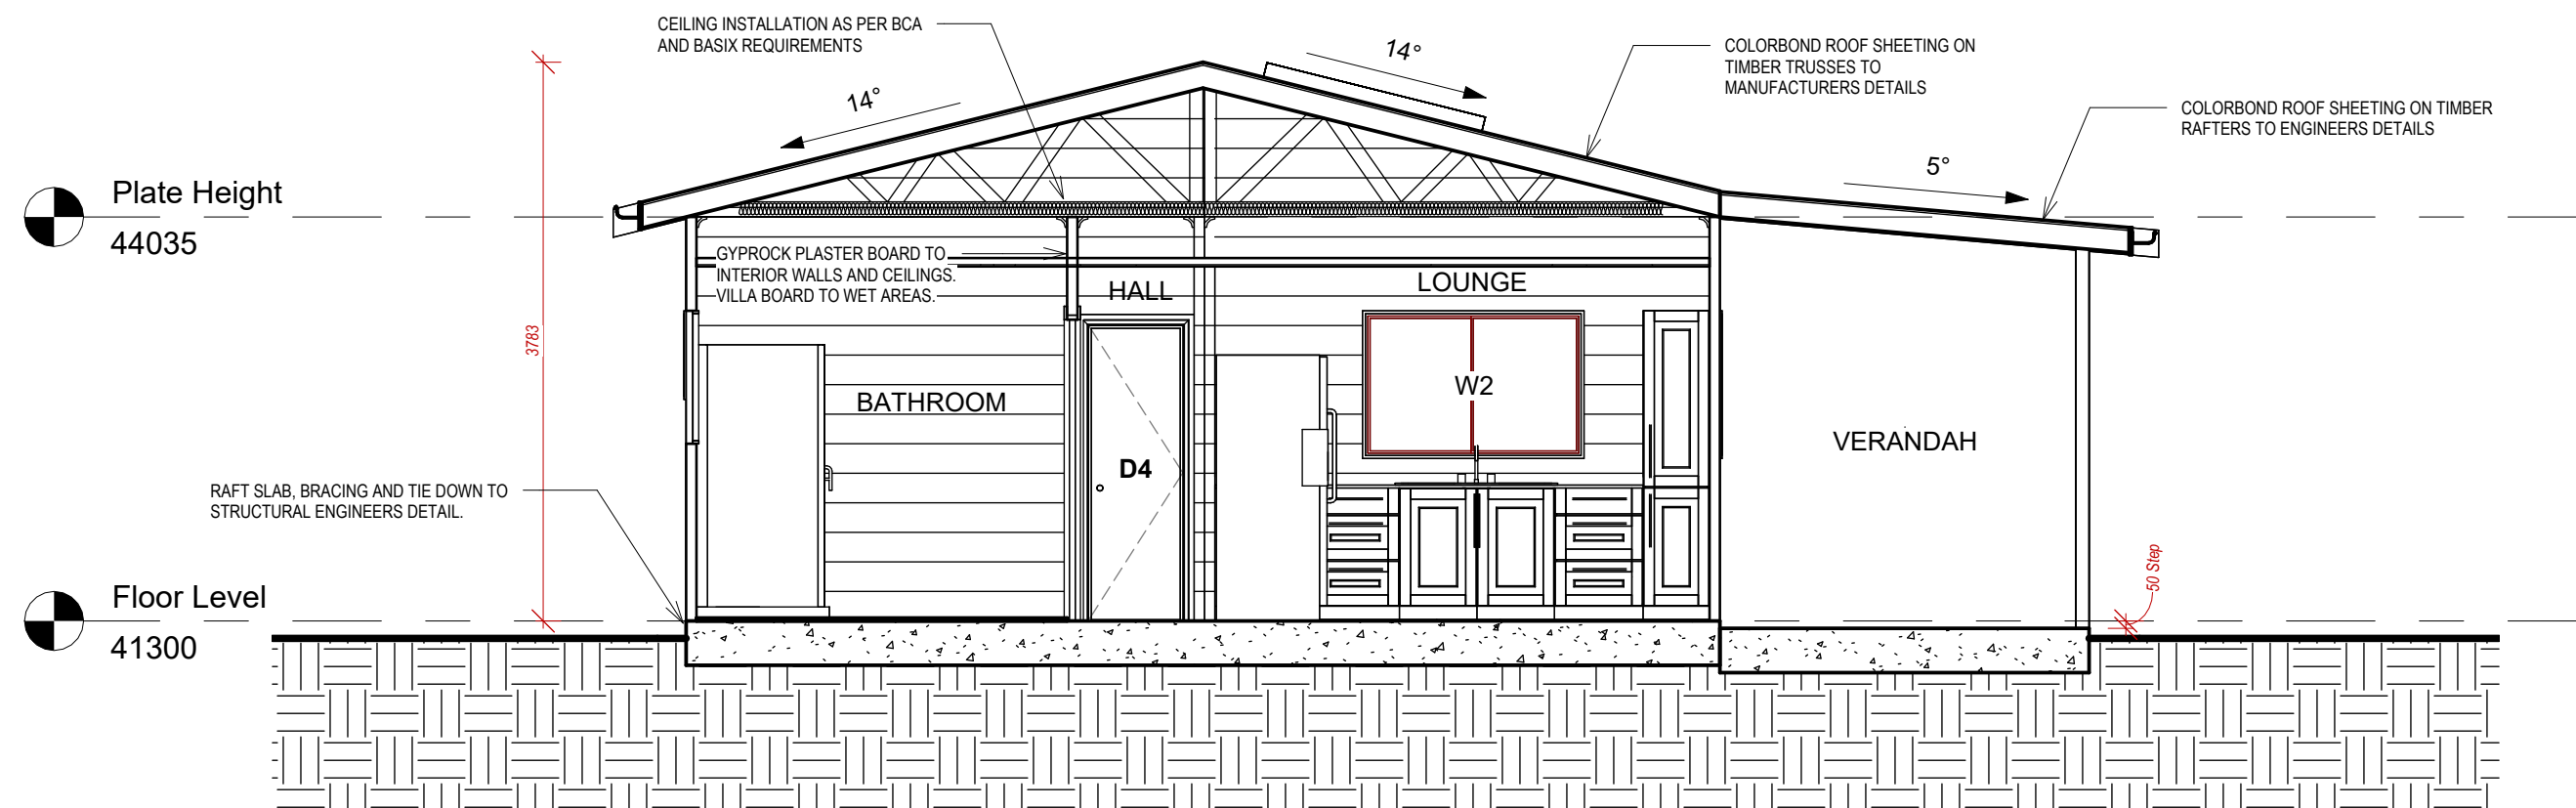 CEILING INSTALLATION AS PER BCA
AND BASIX REQUIREMENTS
14°
COLORBOND ROOF SHEETING ON
TIMBER TRUSSES TO
MANUFACTURERS DETAILS
14°
COLORBOND ROOF SHEETING ON TIMBER
RAFTERS TO ENGINEERS DETAILS
5°
Plate Height
44035
GYPROCK PLASTER BOARD TO
INTERIOR WALLS AND CEILINGS.
VILLA BOARD TO WET AREAS.
HALL
LOUNGE
3783
W2
BATHROOM
VERANDAH
D4
RAFT SLAB, BRACING AND TIE DOWN TO
STRUCTURAL ENGINEERS DETAIL.
50 Step
Floor Level
41300